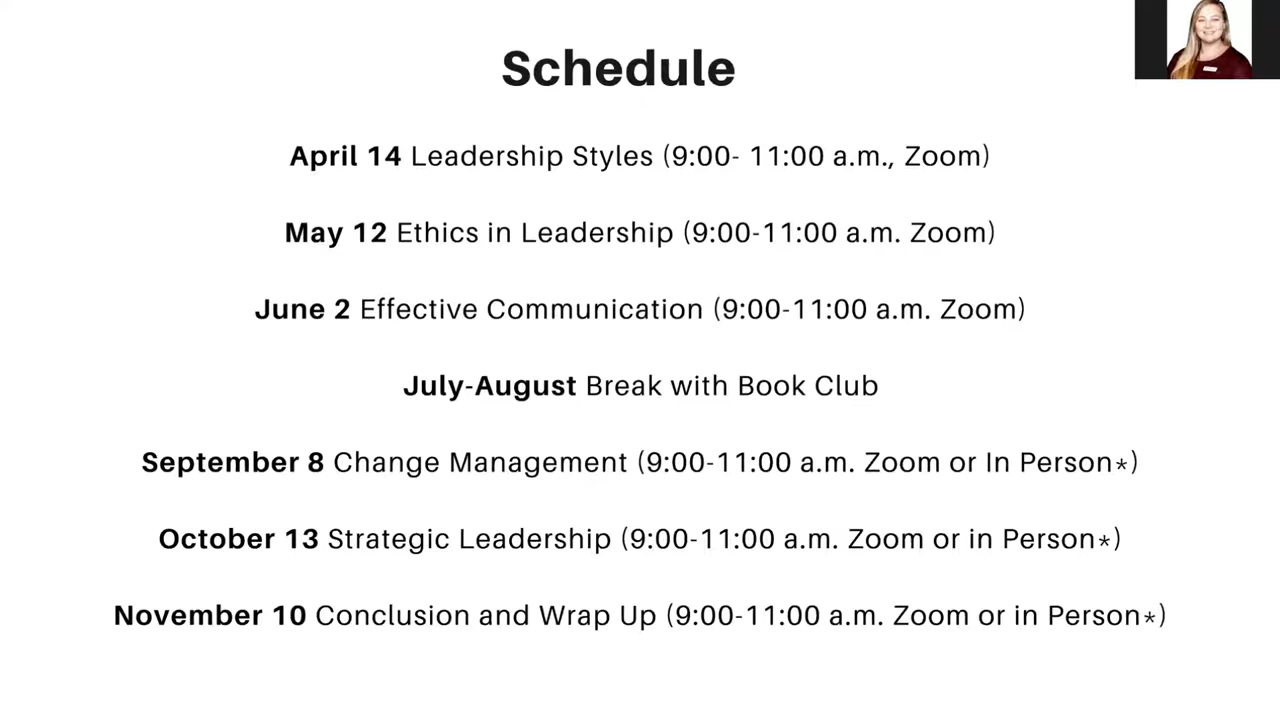 Schedule
April 14 Leadership Styles (9:00- 11:00 a.m., Zoom)
May 12 Ethics in Leadership (9:00-11:00 a.m. Zoom)
June 2 Effective Communication (9:00-11:00 a.m. Zoom)
July-August Break with Book Club
September 8 Change Management (9:00-11:00 a.m. Zoom or In Person*)
October 13 Strategic Leadership (9:00-11:00 a.m. Zoom or in Person*)
November 10 Conclusion and Wrap Up (9:00-11:00 a.m. Zoom or in Person*)